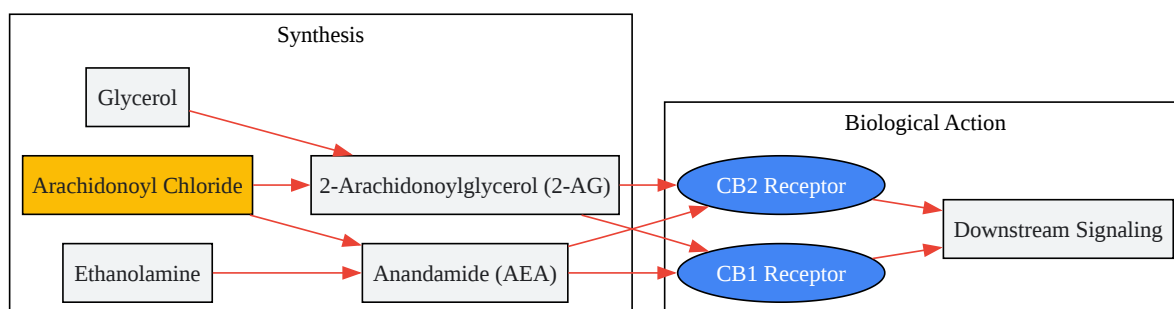 Synthesis
Glycerol
Arachidonoyl Chloride
2-Arachidonoylglycerol (2-AG)
Ethanolamine
Anandamide (AEA)
Biological Action
CB2 Receptor
CB1 Receptor
Downstream Signaling